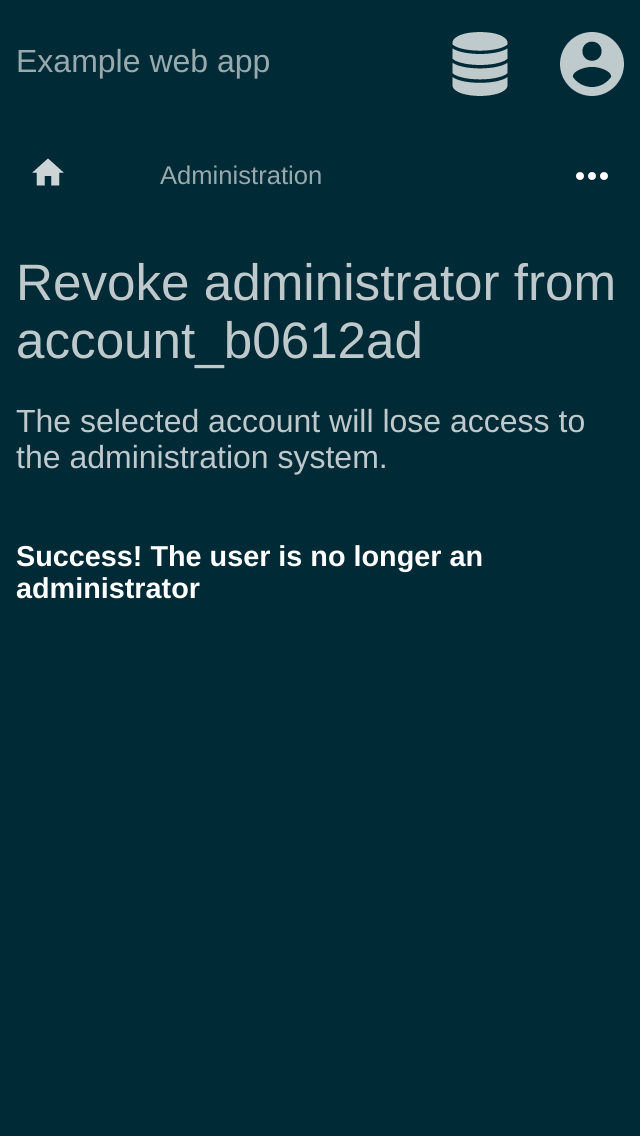 Example web app
Administration
Revoke administrator from
account_b0612ad
The selected account will lose access to
the administration system.
Success! The user is no longer an
administrator